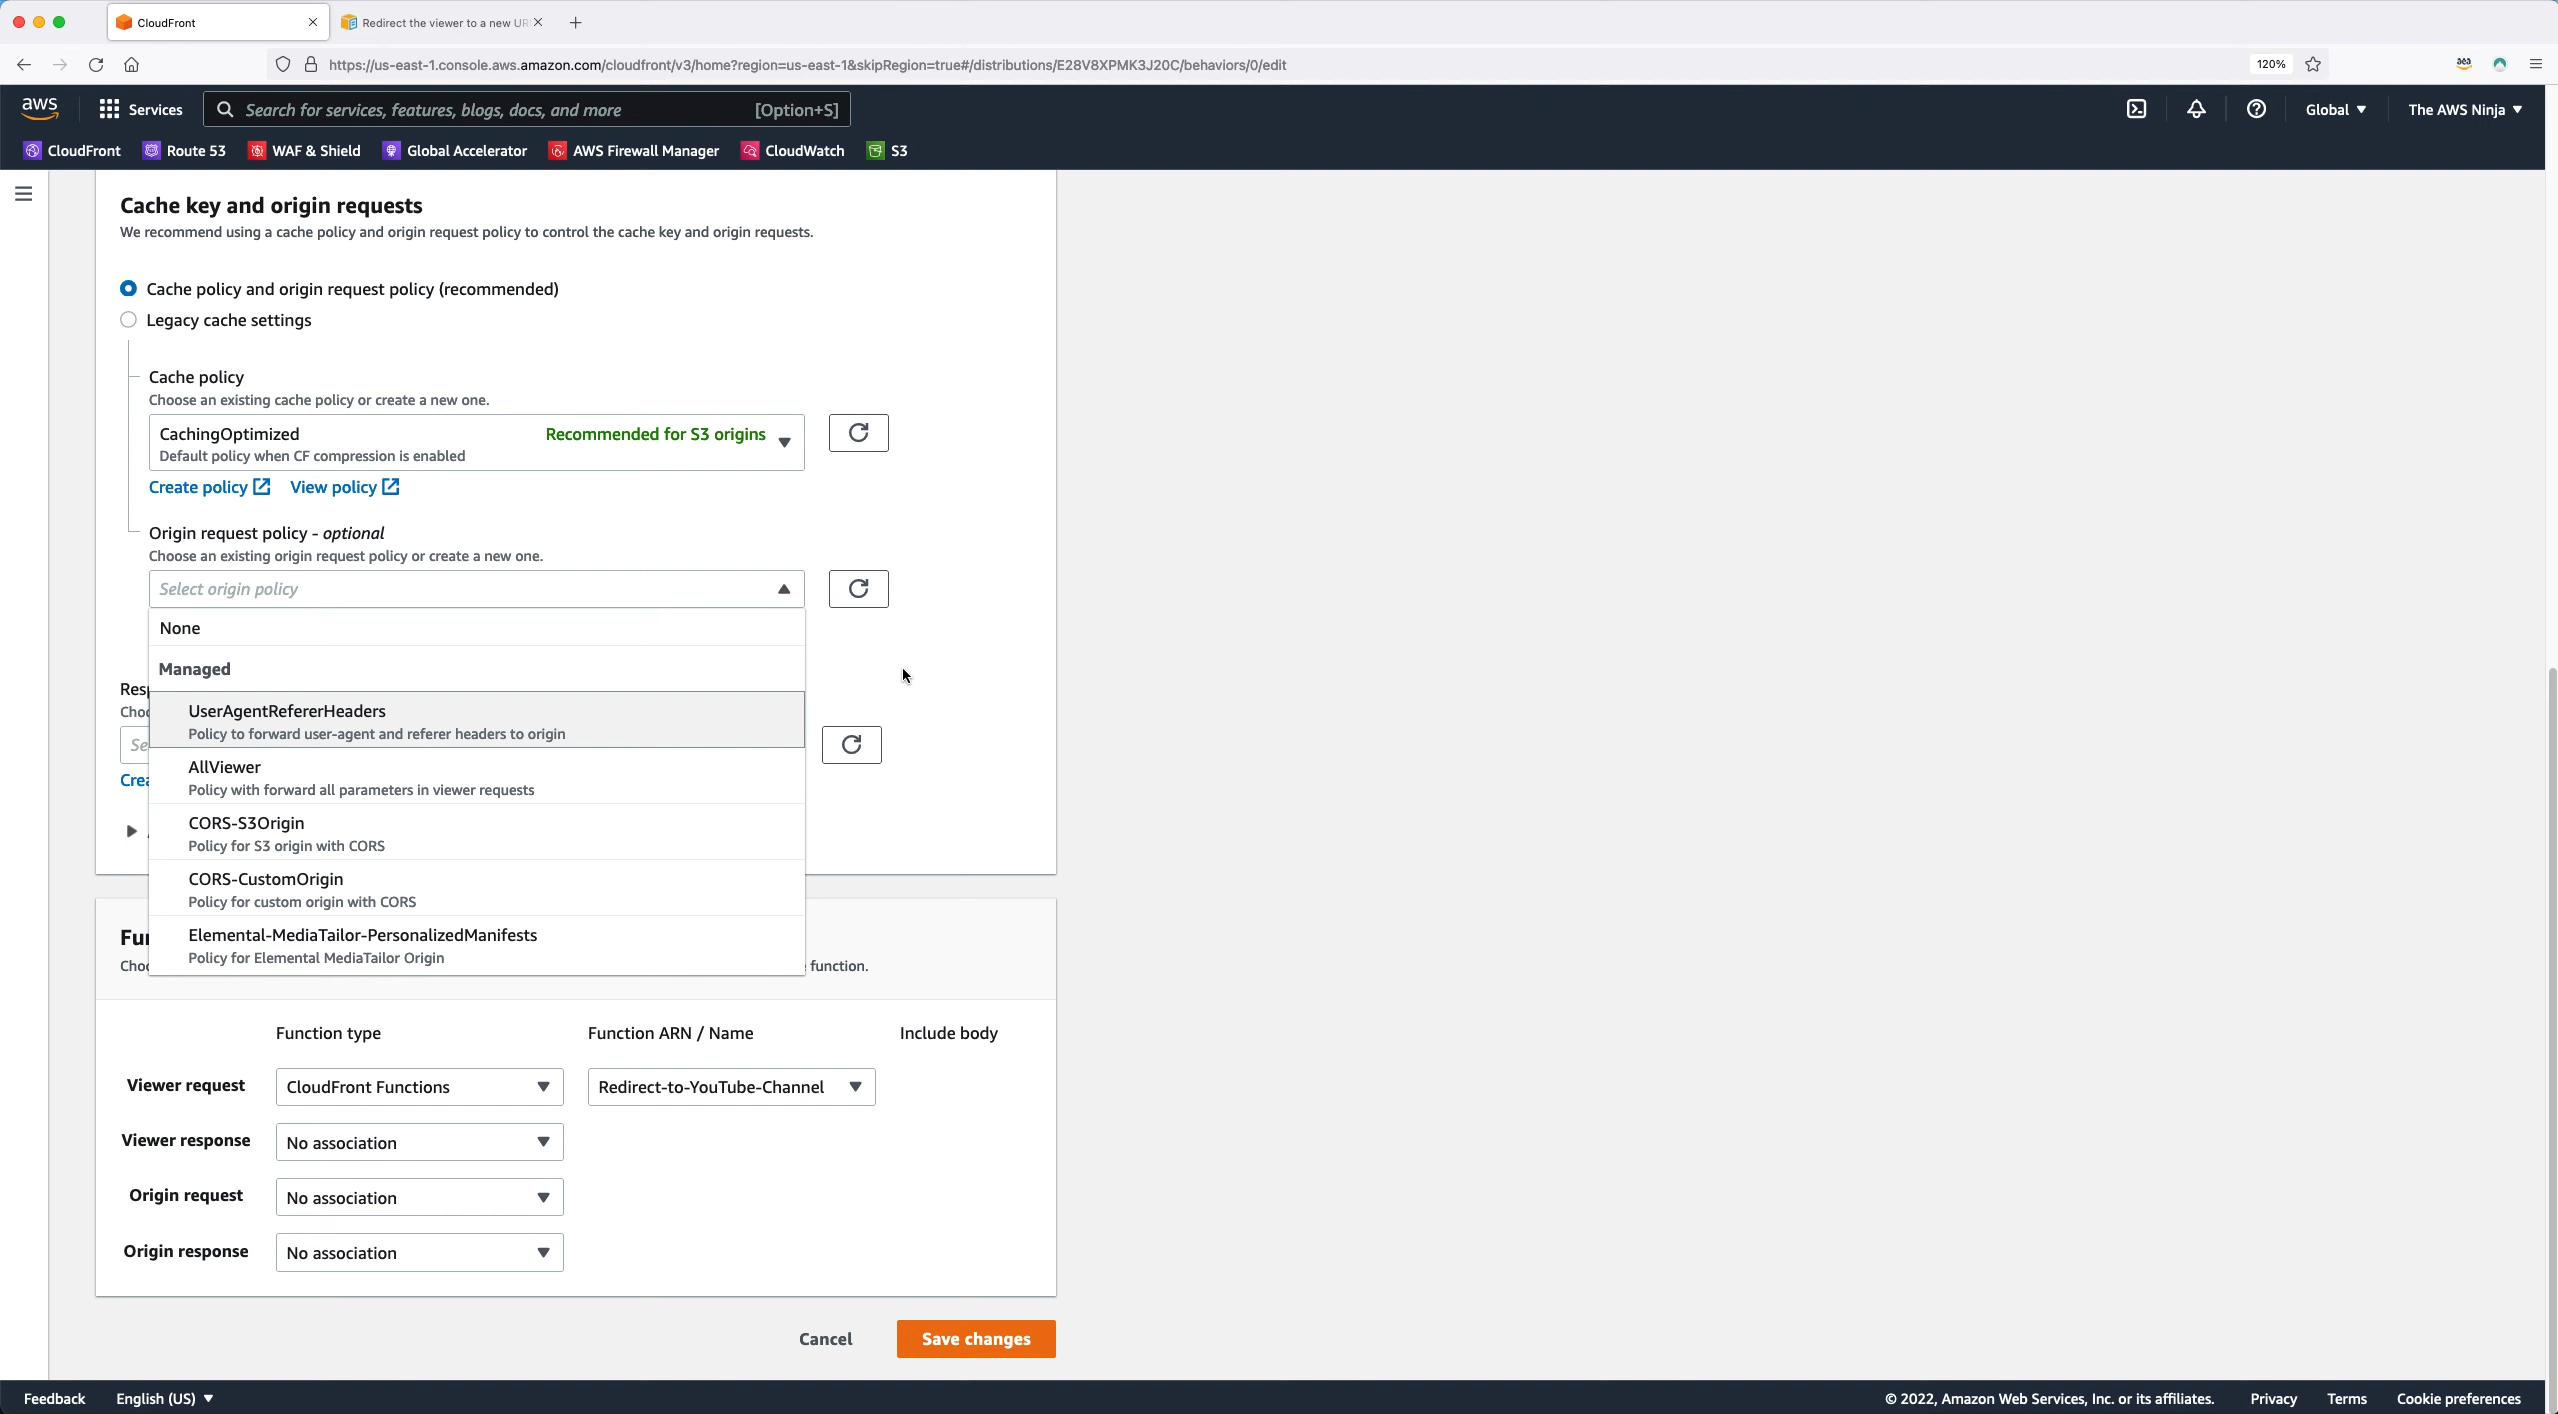 CloudFront
Redirect the viewer to a new UR
https://us-east-1.console.aws.amazon.com/cloudfront/v3/home?region=us-east-1&skipRegion=true#/distributions/E28V8XPMK3J20C/behaviors/0/edit
120%
aws
Services
Search for services, features, blogs, docs, and more
[Option+S]
Global
The AWS Ninja
CloudFront
Route 53
WAF & Shield
Global Accelerator
AWS Firewall Manager
CloudWatch
S3
Cache key and origin requests
We recommend using a cache policy and origin request policy to control the cache key and origin requests.
Cache policy and origin request policy (recommended)
Legacy cache settings
Cache policy
Choose an existing cache policy or create a new one.
CachingOptimized
Recommended for S3 origins
Default policy when CF compression is enabled
Create policy
View policy
Origin request policy - optional
Choose an existing origin request policy or create a new one.
Select origin policy
None
Managed
Res
Choo
Se
Crea
UserAgentRefererHeaders
Policy to forward user-agent and referer headers to origin
AllViewer
Policy with forward all parameters in viewer requests
CORS-S3Origin
Policy for S3 origin with CORS
CORS-CustomOrigin
Policy for custom origin with CORS
Elemental-MediaTailor-PersonalizedManifests
Policy for Elemental MediaTailor Origin
Fu
Choo
function.
Function type
Function ARN / Name
Include body
Viewer request
CloudFront Functions
Redirect-to-YouTube-Channel
Viewer response
No association
Origin request
No association
Origin response
No association
Cancel
Save changes
Feedback
English (US)
© 2022, Amazon Web Services, Inc. or its affiliates.
Privacy
Terms
Cookie preferences